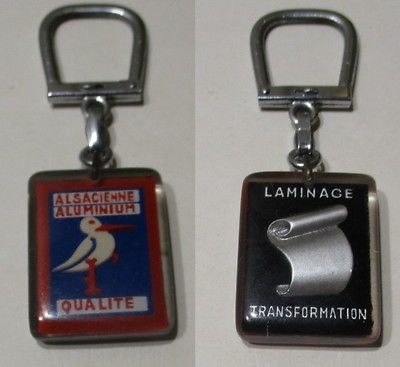 ALSACIENNE
ALUMINIUM
QUALITE
LAMINAGE
TRANSFORMATION